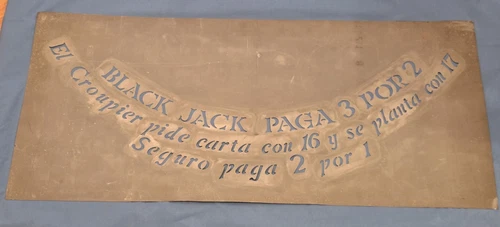 BLACK JACK PAGA 3 POR 2
El Croupier pide carta con 16 y se planta con 17
Seguro paga 2 por 1